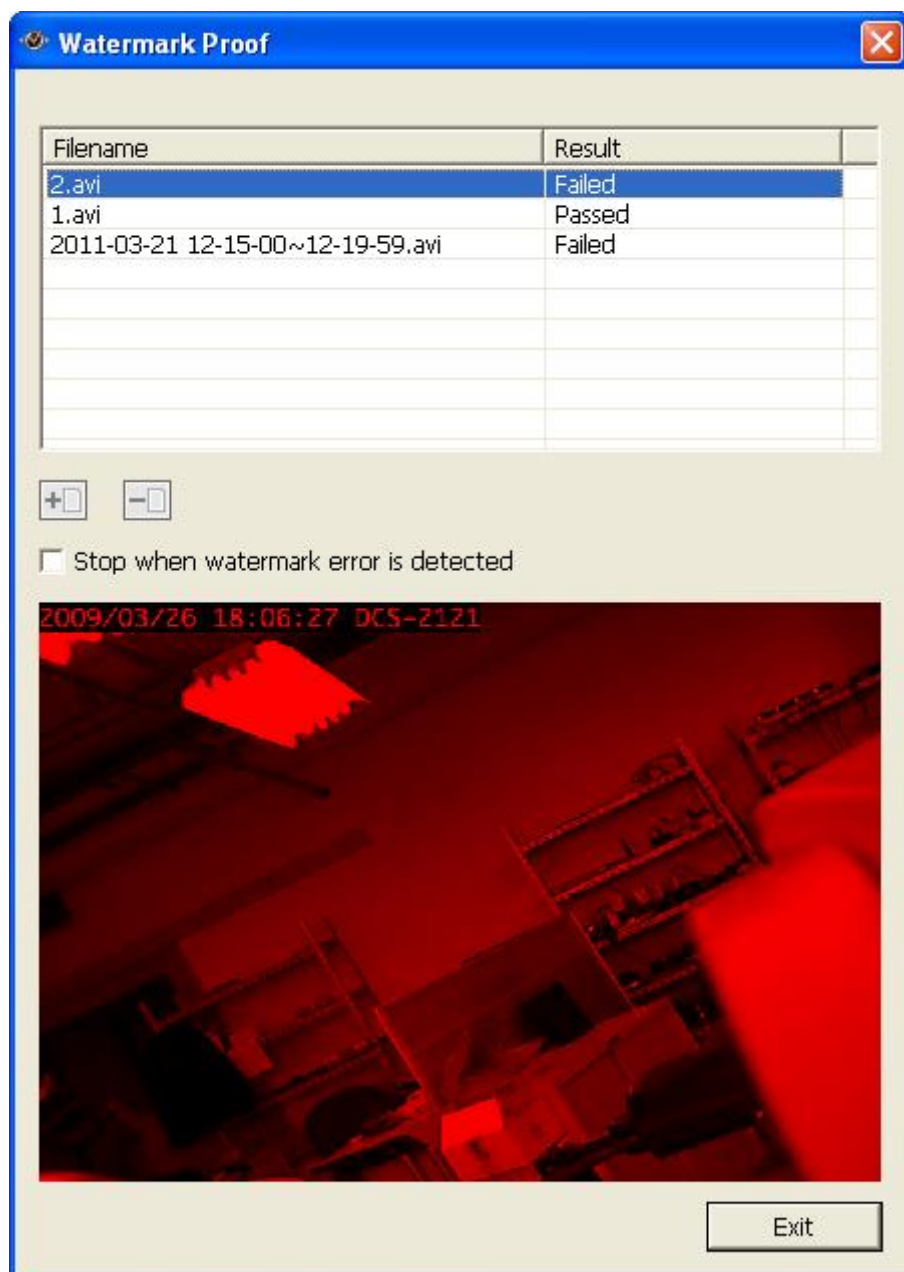 Watermark Proof
Filename Result
2.avi Failed
1.avi Passed
2011-03-21 12-15-00~12-19-59.avi Failed
Stop when watermark error is detected
2009/03/26 18:06:27 DCS-2121
Exit